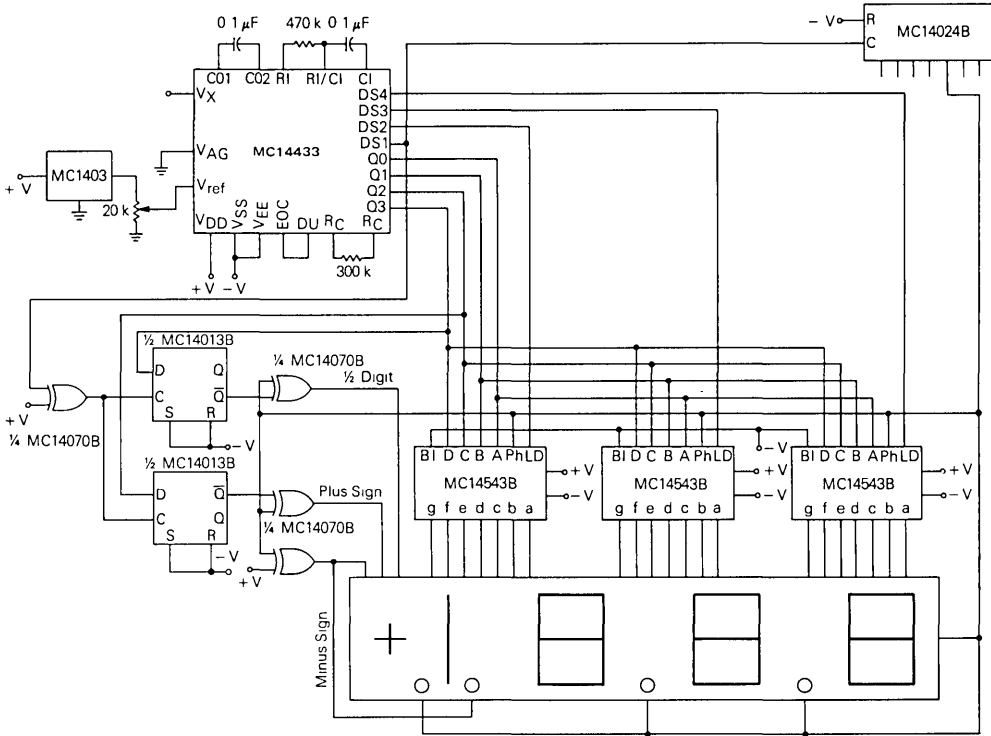 0 1 µF 470 k 0 1 µF
C01 C02 RI RI/CI CI
VX
VAG
Vref
VDD VSS VEE EOC DU RC RC
MC14433
DS4
DS3
DS2
DS1
Q0
Q1
Q2
Q3
MC1403
+ V
20 k
+ V − V
300 k
− V
R
C
MC14024B
½ MC14013B
D Q
C Q̅
S R
− V
+ V
¼ MC14070B
¼ MC14070B
½ Digit
½ MC14013B
D Q̅
C Q
S R
− V
Plus Sign
¼ MC14070B
+ V
Minus Sign
BI D C B A Ph LD
MC14543B
g f e d c b a
+ V
− V
BI D C B A Ph LD
MC14543B
g f e d c b a
− V
+ V
− V
BI D C B A Ph LD
MC14543B
g f e d c b a
+ V
− V